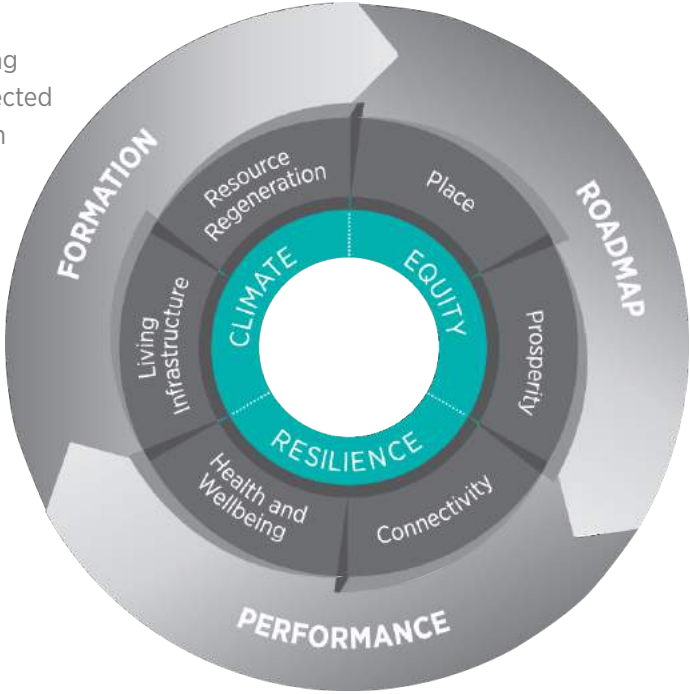 FORMATION
ROADMAP
PERFORMANCE
Resource
Regeneration
Place
Prosperity
Connectivity
Health and
Wellbeing
Living
Infrastructure
CLIMATE
EQUITY
RESILIENCE